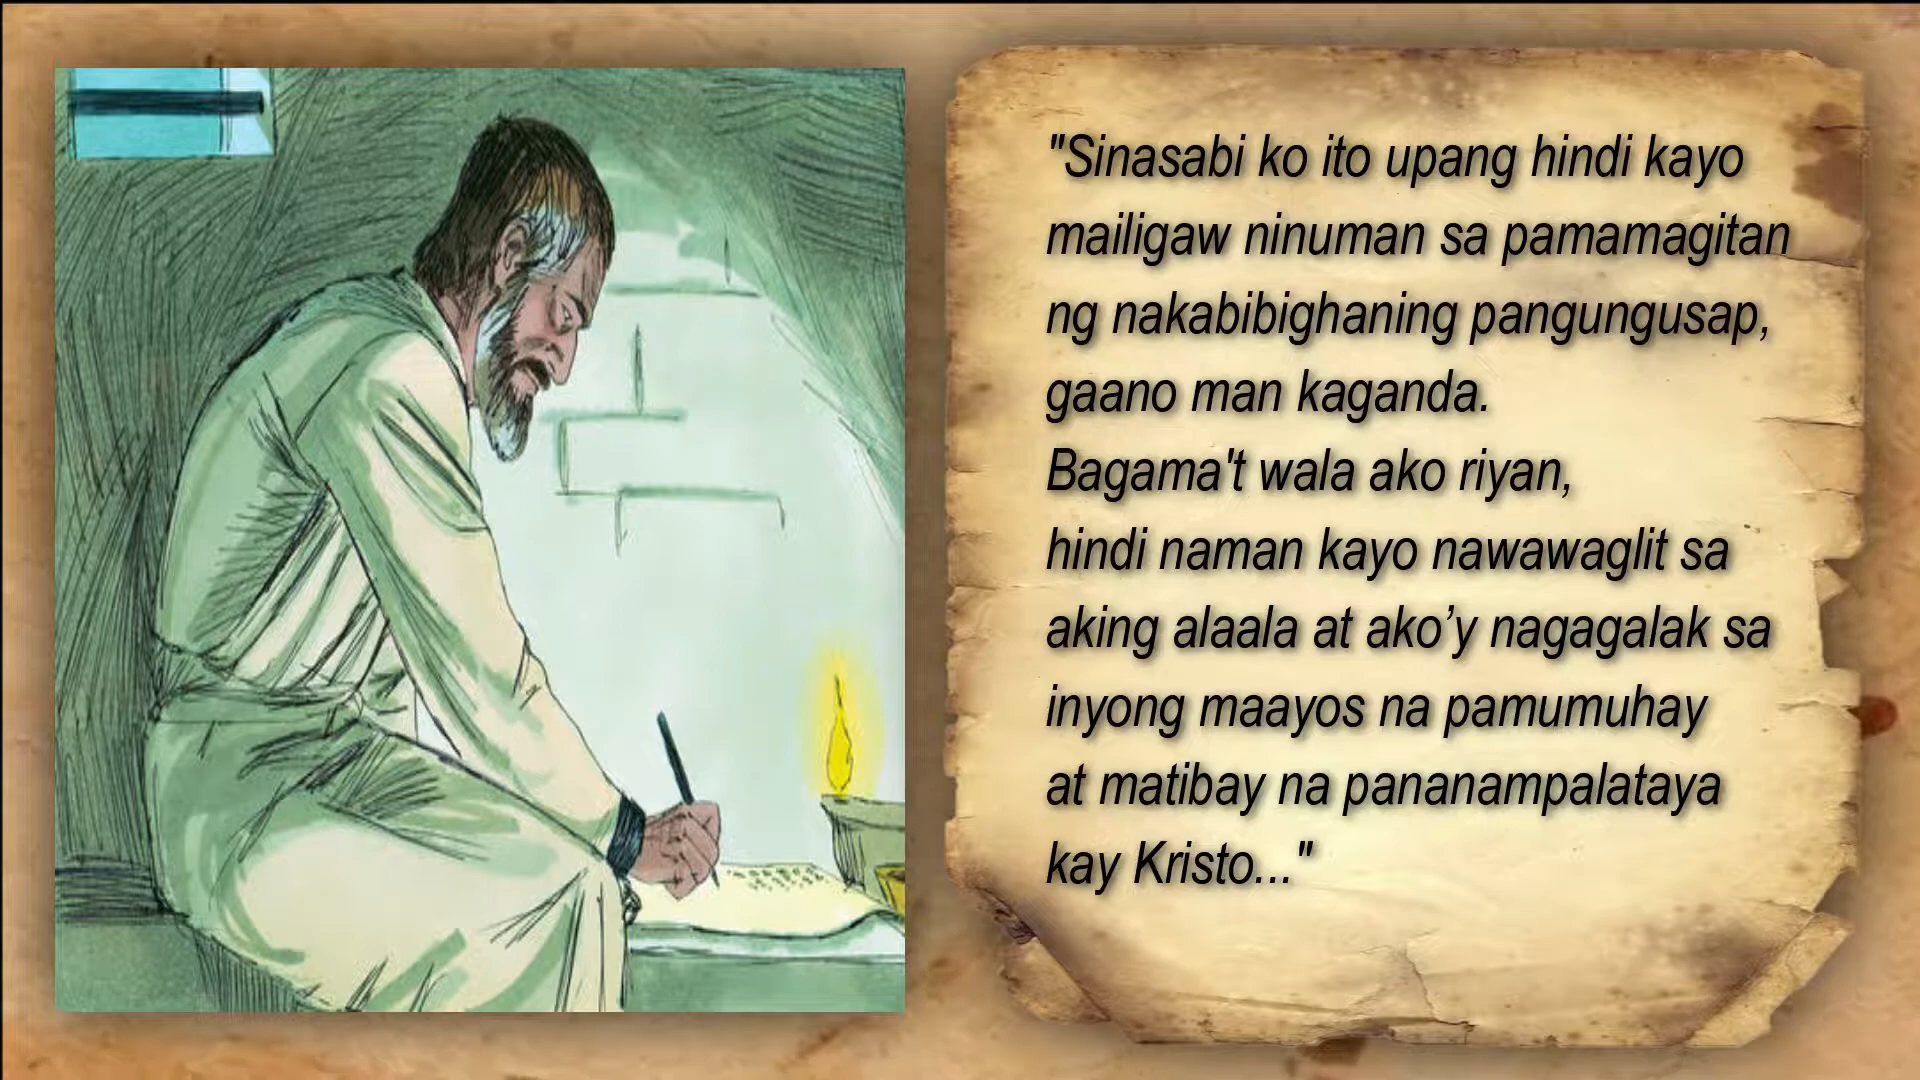 "Sinasabi ko ito upang hindi kayo
mailigaw ninuman sa pamamagitan
ng nakabibighaning pangungusap,
gaano man kaganda.
Bagama't wala ako riyan,
hindi naman kayo nawawaglit sa
aking alaala at ako’y nagagalak sa
inyong maayos na pamumuhay
at matibay na pananampalataya
kay Kristo..."